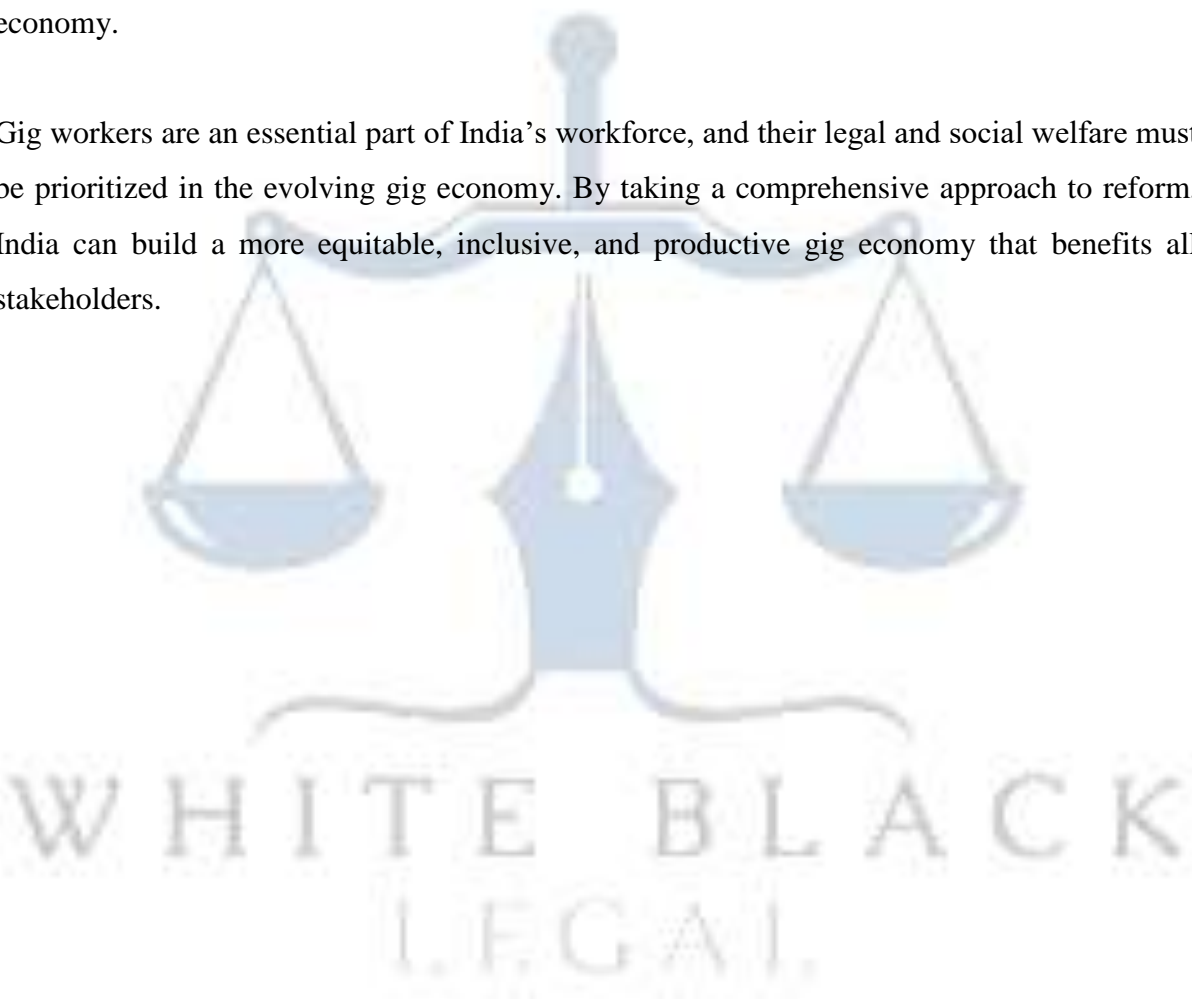 economy.
Gig workers are an essential part of India’s workforce, and their legal and social welfare must
be prioritized in the evolving gig economy. By taking a comprehensive approach to reform,
India can build a more equitable, inclusive, and productive gig economy that benefits all
stakeholders.
WHITE BLACK
LEGAL